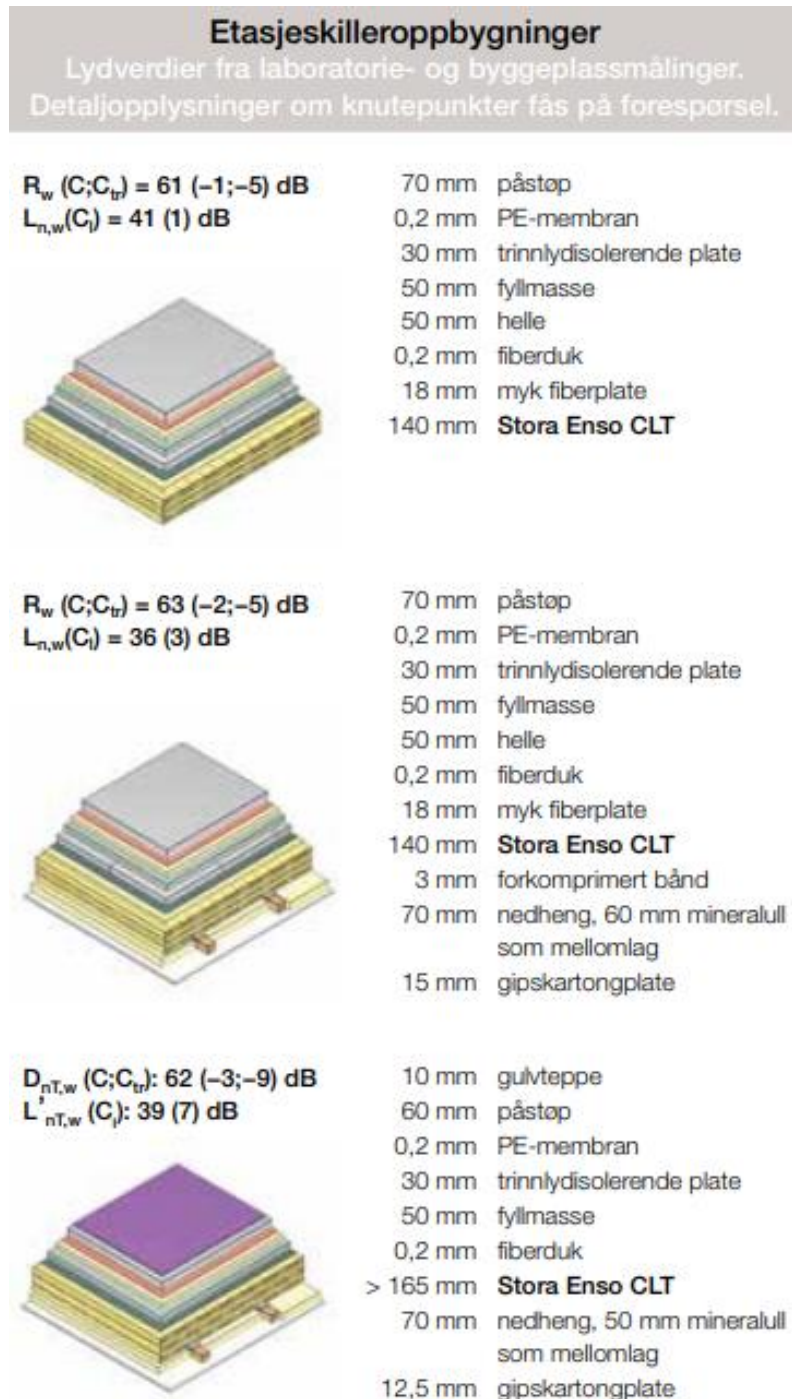 Etasjeskilleroppbygninger
Lydverdier fra laboratorie- og byggeplassmålinger.
Detaljopplysninger om knutepunkter fås på forespørsel.
Rw (C;Ctr) = 61 (–1;–5) dB
Ln,w(Cl) = 41 (1) dB
70 mm påstøp
0,2 mm PE-membran
30 mm trinnlydisolerende plate
50 mm fyllmasse
50 mm helle
0,2 mm fiberduk
18 mm myk fiberplate
140 mm Stora Enso CLT
Rw (C;Ctr) = 63 (–2;–5) dB
Ln,w(Cl) = 36 (3) dB
70 mm påstøp
0,2 mm PE-membran
30 mm trinnlydisolerende plate
50 mm fyllmasse
50 mm helle
0,2 mm fiberduk
18 mm myk fiberplate
140 mm Stora Enso CLT
3 mm forkomprimert bånd
70 mm nedheng, 60 mm mineralull
som mellomlag
15 mm gipskartongplate
DnT,w (C;Ctr): 62 (–3;–9) dB
L'nT,w (Cl): 39 (7) dB
10 mm gulvteppe
60 mm påstøp
0,2 mm PE-membran
30 mm trinnlydisolerende plate
50 mm fyllmasse
0,2 mm fiberduk
> 165 mm Stora Enso CLT
70 mm nedheng, 50 mm mineralull
som mellomlag
12,5 mm gipskartongplate